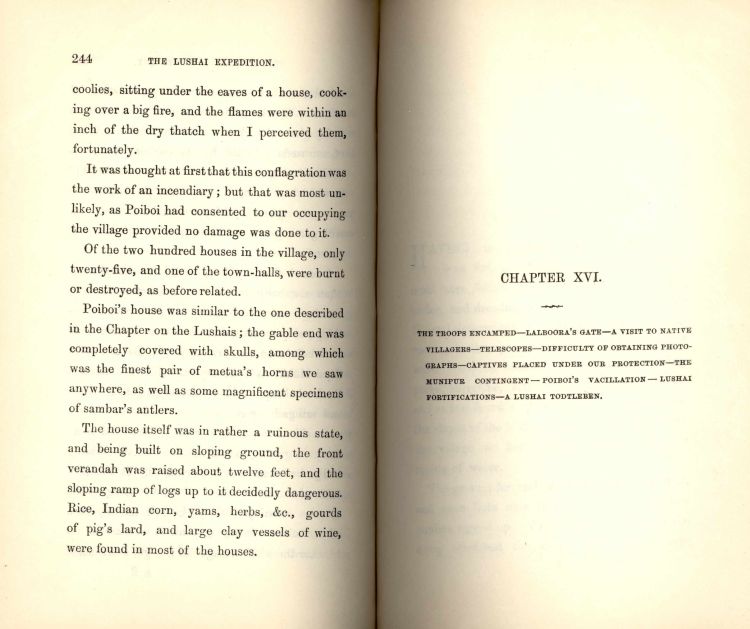 244
THE LUSHAI EXPEDITION.
coolies, sitting under the eaves of a house, cook-
ing over a big fire, and the flames were within an
inch of the dry thatch when I perceived them,
fortunately.
It was thought at first that this conflagration was
the work of an incendiary; but that was most un-
likely, as Poiboi had consented to our occupying
the village provided no damage was done to it.
Of the two hundred houses in the village, only
twenty-five, and one of the town-halls, were burnt
or destroyed, as before related.
Poiboi's house was similar to the one described
in the Chapter on the Lushais; the gable end was
completely covered with skulls, among which
was the finest pair of metua's horns we saw
anywhere, as well as some magnificent specimens
of sambar's antlers.
The house itself was in rather a ruinous state,
and being built on sloping ground, the front
verandah was raised about twelve feet, and the
sloping ramp of logs up to it decidedly dangerous.
Rice, Indian corn, yams, herbs, &c., gourds
of pig's lard, and large clay vessels of wine,
were found in most of the houses.
CHAPTER XVI.
THE TROOPS ENCAMPED—LALBOORA'S GATE—A VISIT TO NATIVE
VILLAGERS—TELESCOPES—DIFFICULTY OF OBTAINING PHOTO-
GRAPHS—CAPTIVES PLACED UNDER OUR PROTECTION—THE
MUNIPUR CONTINGENT—POIBOI'S VACILLATION—LUSHAI
FORTIFICATIONS—A LUSHAI TODTLEBEN.